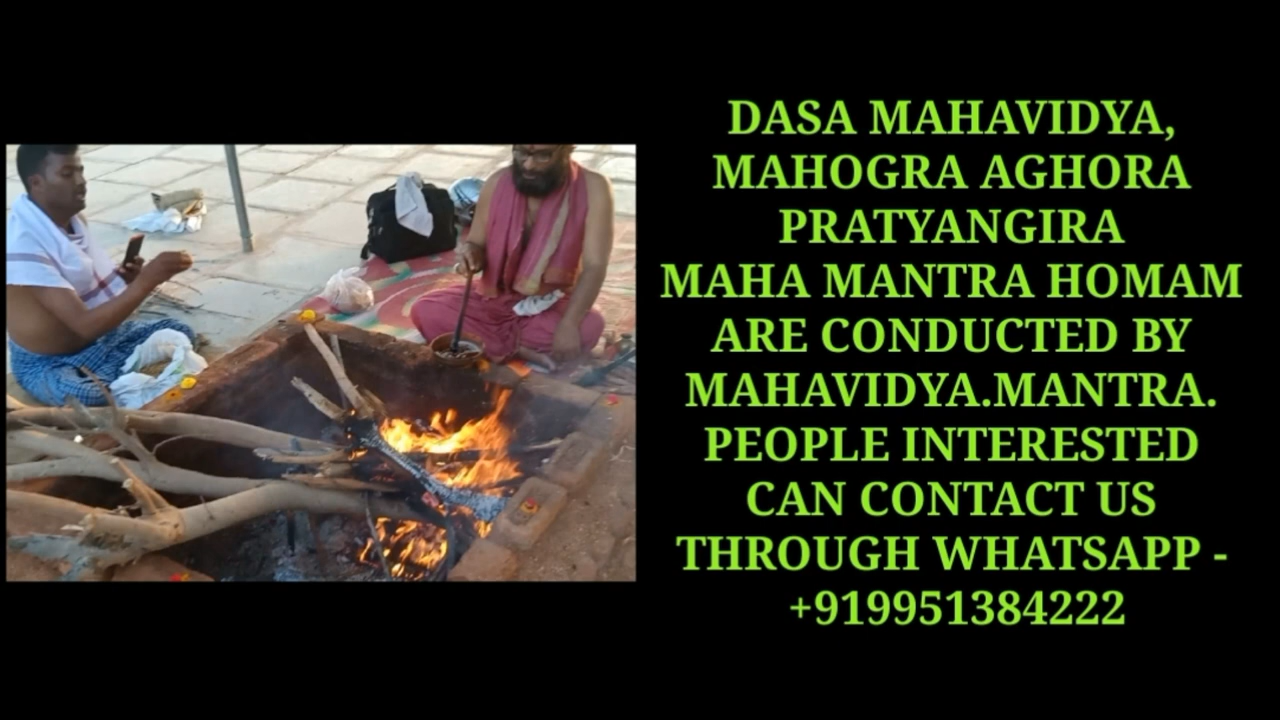 DASA MAHAVIDYA,
MAHOGRA AGHORA
PRATYANGIRA
MAHA MANTRA HOMAM
ARE CONDUCTED BY
MAHAVIDYA.MANTRA.
PEOPLE INTERESTED
CAN CONTACT US
THROUGH WHATSAPP -
+919951384222